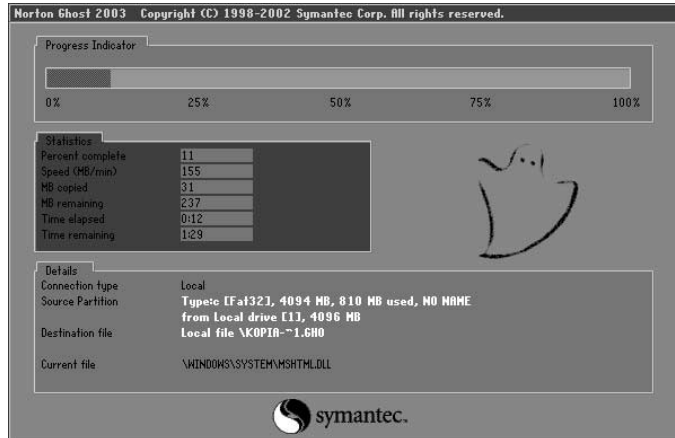 Norton Ghost 2003 Copyright (C) 1998-2002 Symantec Corp. All rights reserved.
Progress Indicator
0% 25% 50% 75% 100%
Statistics
Percent complete 11
Speed (MB/min) 155
MB copied 31
MB remaining 237
Time elapsed 0:12
Time remaining 1:29
Details
Connection type Local
Source Partition Type:c [Fat32], 4094 MB, 810 MB used, NO NAME
from Local drive [1], 4096 MB
Destination file Local file \KOPIA-~1.GHO
Current file \WINDOWS\SYSTEM\MSHTML.DLL
symantec.